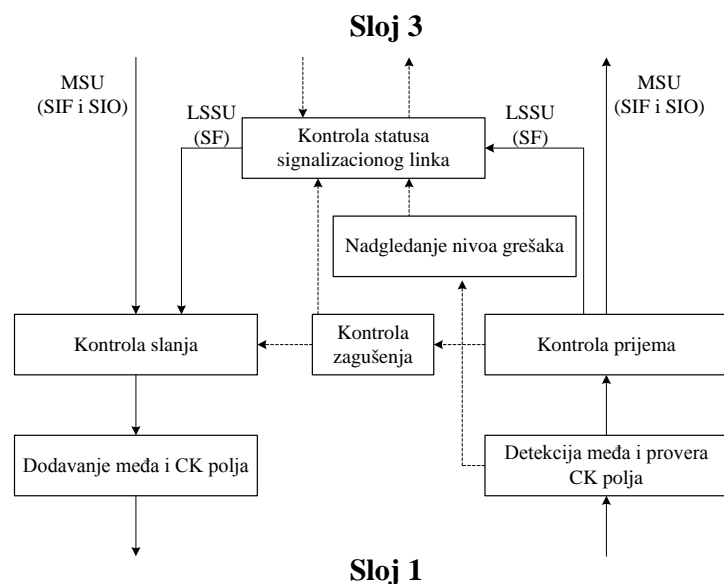 Sloj 3
MSU
(SIF i SIO)
LSSU
(SF)
Kontrola statusa
signalizacionog linka
LSSU
(SF)
MSU
(SIF i SIO)
Nadgledanje nivoa grešaka
Kontrola slanja
Kontrola
zagušenja
Kontrola prijema
Dodavanje međa i CK polja
Detekcija međa i provera
CK polja
Sloj 1